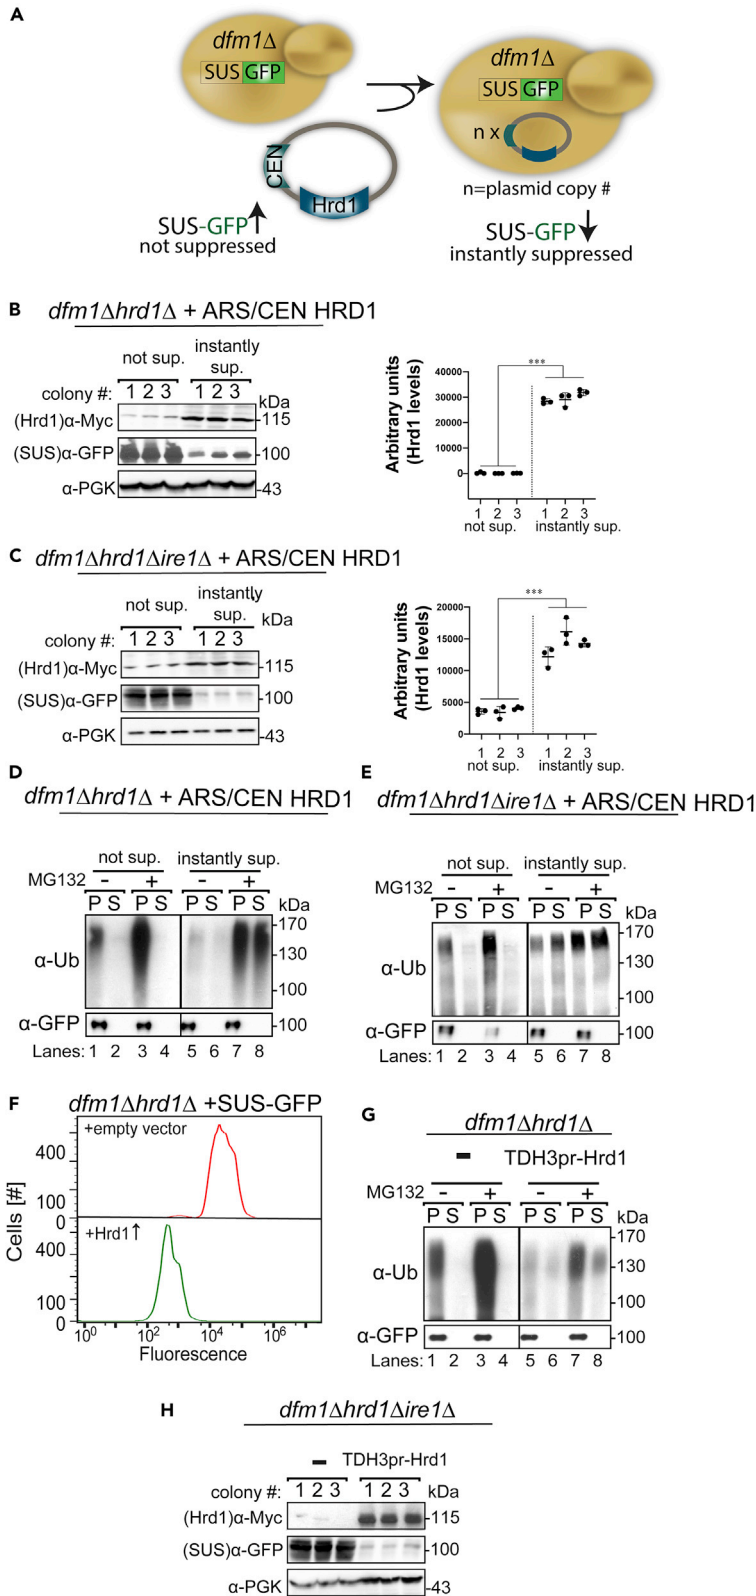 A
dfm1Δ
SUS GFP
dfm1Δ
SUS GFP
n x
CEN
Hrd1
n=plasmid copy #
SUS-GFP
not suppressed
SUS-GFP
instantly suppressed
B
dfm1Δhrd1Δ + ARS/CEN HRD1
not sup.
instantly
sup.
colony #: 1 2 3 1 2 3
kDa
(Hrd1)α-Myc
-115
(SUS)α-GFP
-100
α-PGK
-43
Arbitrary units
(Hrd1 levels)
40000
30000
20000
10000
0
***
1 2 3 1 2 3
not sup. instantly sup.
C
dfm1Δhrd1Δire1Δ + ARS/CEN HRD1
not sup.
instantly
sup.
kDa
colony #: 1 2 3 1 2 3
(Hrd1)α-Myc
-115
(SUS)α-GFP
-100
α-PGK
-43
Arbitrary units
(Hrd1 levels)
20000
15000
10000
5000
0
***
1 2 3 1 2 3
not sup. instantly sup.
D
dfm1Δhrd1Δ + ARS/CEN HRD1
not sup. instantly sup.
MG132 - + - +
P S P S P S P S kDa
α-Ub
-170
-130
-100
α-GFP
-100
Lanes: 1 2 3 4 5 6 7 8
E
dfm1Δhrd1Δire1Δ + ARS/CEN HRD1
not sup. instantly sup.
MG132 - + - +
P S P S P S P S kDa
α-Ub
-170
-130
-100
α-GFP
-100
Lanes: 1 2 3 4 5 6 7 8
F
dfm1Δhrd1Δ +SUS-GFP
+empty vector
400
100
0
+Hrd1↑
400
100
0
Cells [#]
10⁰ 10² 10⁴ 10⁶
Fluorescence
G
dfm1Δhrd1Δ
- TDH3pr-Hrd1
MG132 - + - +
P S P S P S P S kDa
α-Ub
-170
-130
-100
α-GFP
-100
Lanes: 1 2 3 4 5 6 7 8
H
dfm1Δhrd1Δire1Δ
- TDH3pr-Hrd1
colony #: 1 2 3 1 2 3 kDa
(Hrd1)α-Myc
-115
(SUS)α-GFP
-100
α-PGK
-43